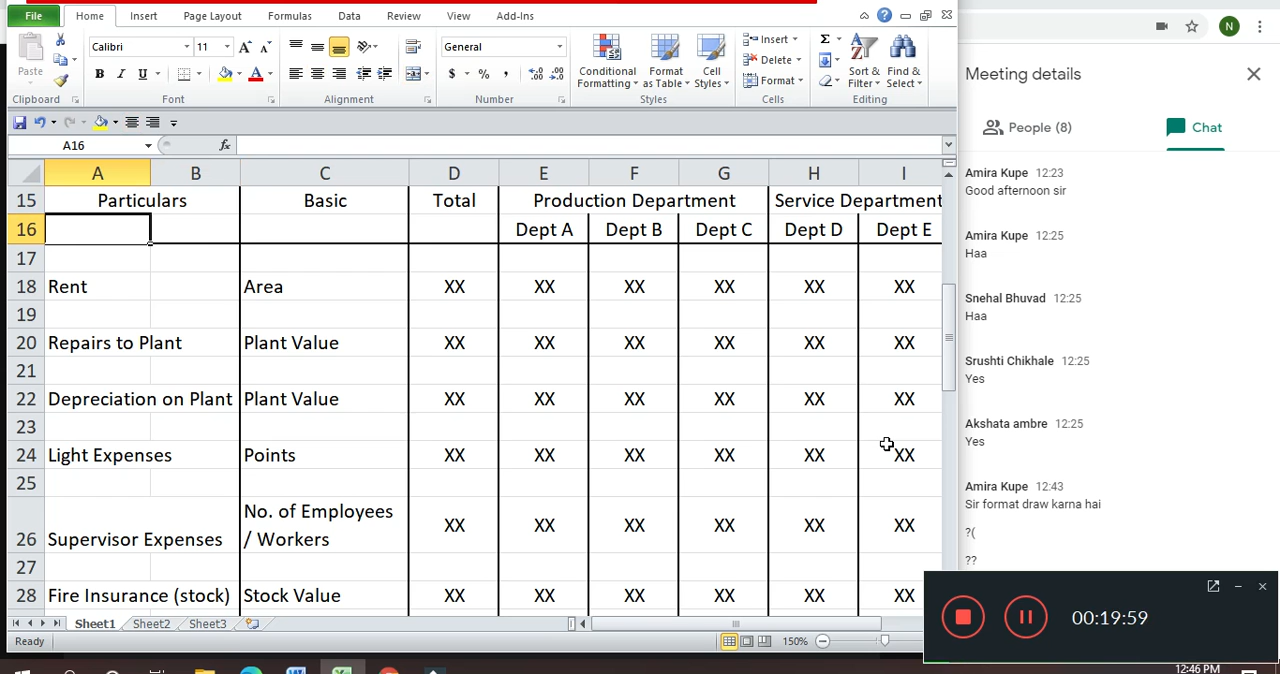 File Home Insert Page Layout Formulas Data Review View Add-Ins
Paste
Calibri 11 A A
B I U A
General
$ % ,
Conditional Formatting
Format as Table
Cell Styles
Insert
Delete
Format
Σ
Sort & Filter
Find & Select
Clipboard Font Alignment Number Styles Cells Editing
A16 fx
A B C D E F G H I
15 Particulars Basic Total Production Department Service Department
16 Dept A Dept B Dept C Dept D Dept E
17
18 Rent Area XX XX XX XX XX XX
19
20 Repairs to Plant Plant Value XX XX XX XX XX XX
21
22 Depreciation on Plant Plant Value XX XX XX XX XX XX
23
24 Light Expenses Points XX XX XX XX XX XX
25
No. of Employees
26 Supervisor Expenses / Workers XX XX XX XX XX XX
27
28 Fire Insurance (stock) Stock Value XX XX XX XX XX XX
Sheet1 Sheet2 Sheet3
Ready 150%
N
Meeting details
People (8) Chat
Amira Kupe 12:23
Good afternoon sir
Amira Kupe 12:25
Haa
Snehal Bhuvad 12:25
Haa
Srushti Chikhale 12:25
Yes
Akshata ambre 12:25
Yes
Amira Kupe 12:43
Sir format draw karna hai
?(
??
00:19:59
12:46 PM